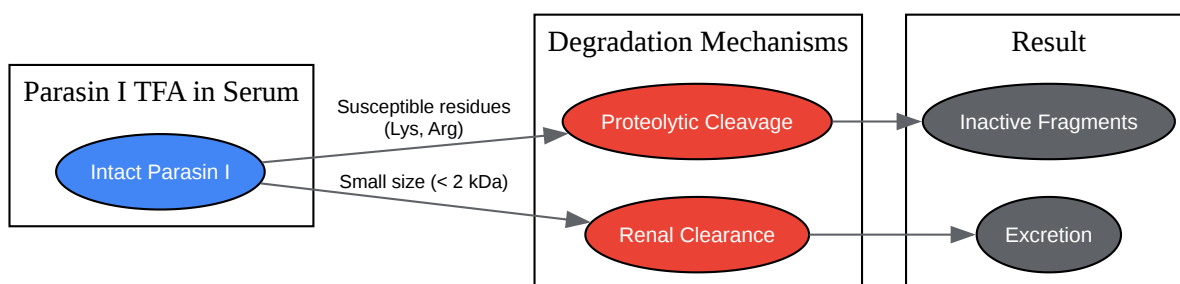 Parasin I TFA in Serum
Intact Parasin I
Susceptible residues
(Lys, Arg)
Small size (< 2 kDa)
Degradation Mechanisms
Proteolytic Cleavage
Renal Clearance
Result
Inactive Fragments
Excretion